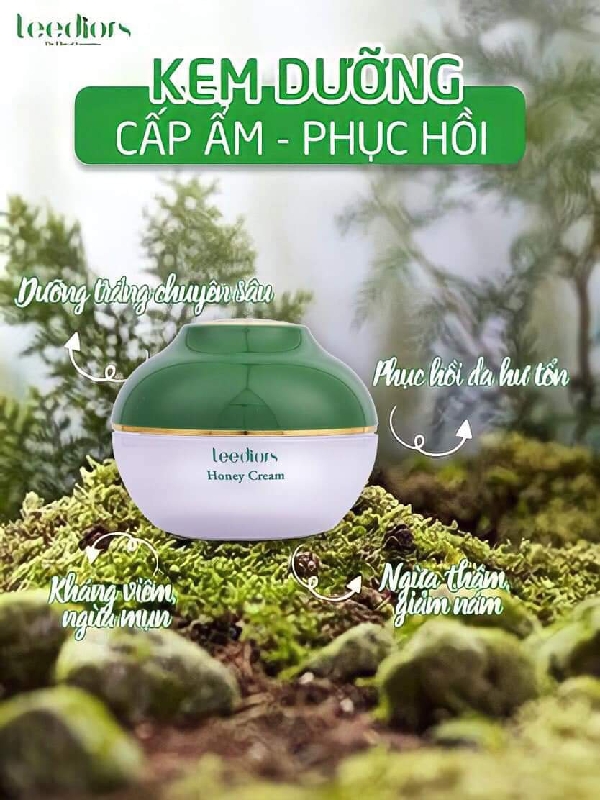 leediors
KEM DƯỠNG
CẤP ẨM - PHỤC HỒI
Dưỡng trắng chuyên sâu
Phục hồi da hư tổn
leediors
Honey Cream
Kháng viêm,
ngừa mụn
Ngừa thâm,
giảm nám